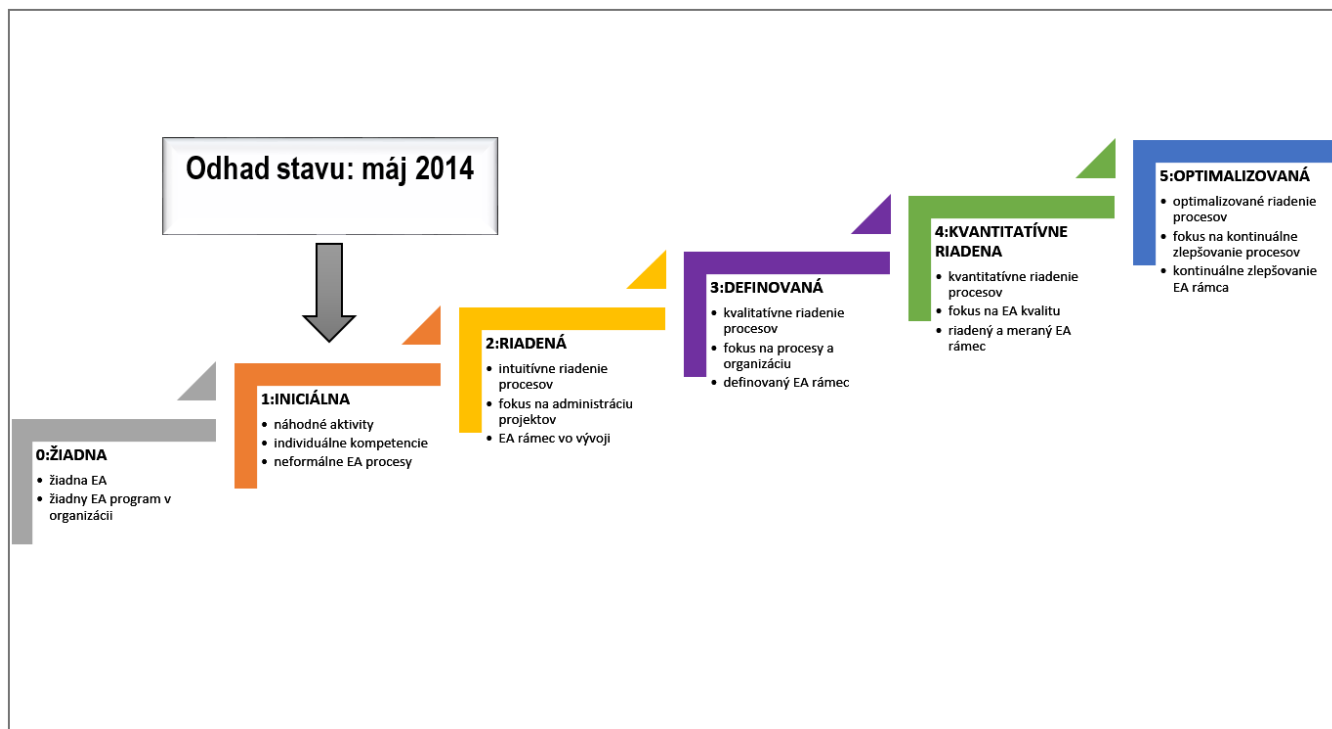 Odhad stavu: máj 2014
0:ŽIADNA
• žiadna EA
• žiadny EA program v
organizácii
1:INICIÁLNA
• náhodné aktivity
• individuálne kompetencie
• neformálne EA procesy
2:RIADENÁ
• intuitívne riadenie
procesov
• fokus na administráciu
projektov
• EA rámec vo vývoji
3:DEFINOVANÁ
• kvalitatívne riadenie
procesov
• fokus na procesy a
organizáciu
• definovaný EA rámec
4:KVANTITATÍVNE
RIADENA
• kvantitatívne riadenie
procesov
• fokus na EA kvalitu
• riadený a meraný EA
rámec
5:OPTIMALIZOVANÁ
• optimalizované riadenie
procesov
• fokus na kontinuálne
zlepšovanie procesov
• kontinuálne zlepšovanie
EA rámca